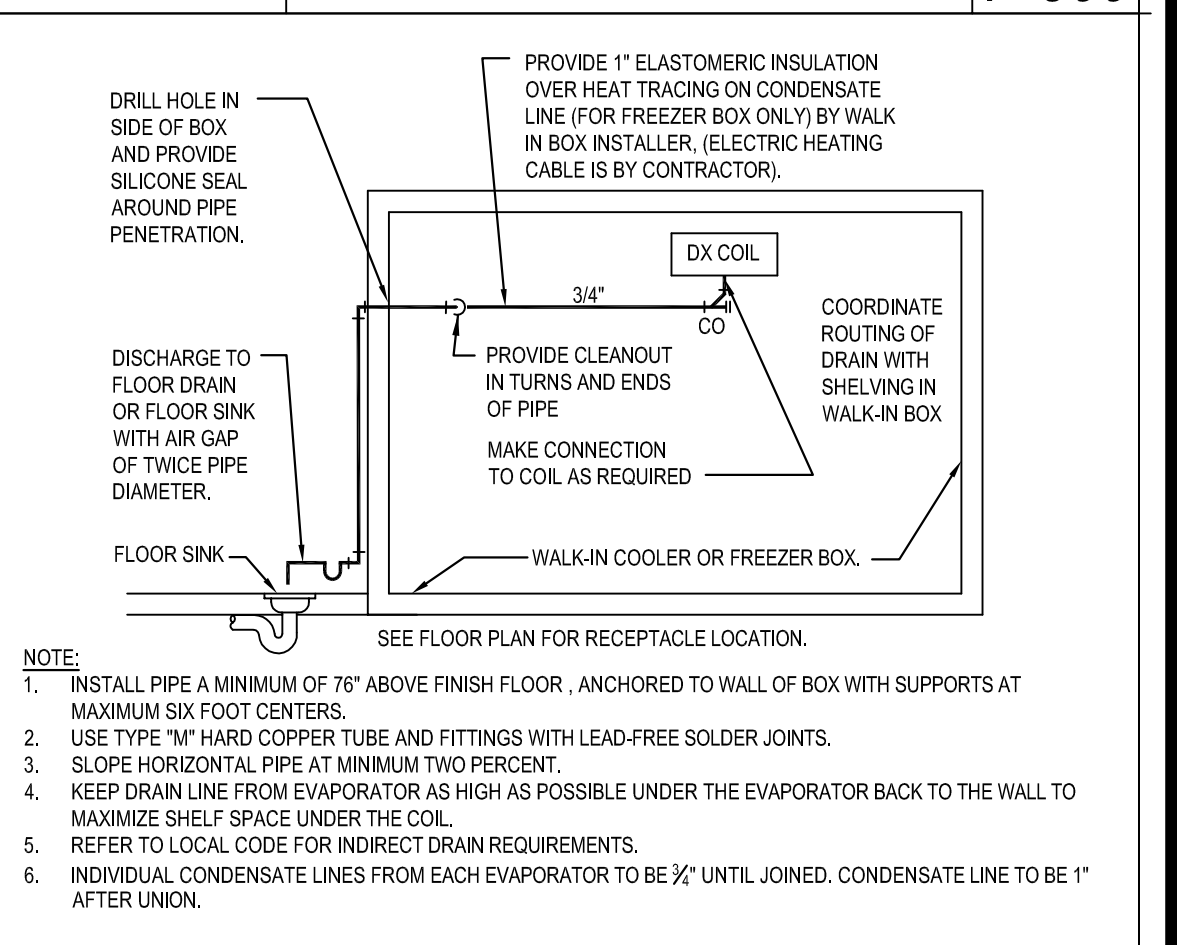 PROVIDE 1" ELASTOMERIC INSULATION
OVER HEAT TRACING ON CONDENSATE
LINE (FOR FREEZER BOX ONLY) BY WALK
IN BOX INSTALLER, (ELECTRIC HEATING
CABLE IS BY CONTRACTOR).
DRILL HOLE IN
SIDE OF BOX
AND PROVIDE
SILICONE SEAL
AROUND PIPE
PENETRATION.
DX COIL
3/4"
CO
COORDINATE
ROUTING OF
DRAIN WITH
SHELVING IN
WALK-IN BOX
DISCHARGE TO
FLOOR DRAIN
OR FLOOR SINK
WITH AIR GAP
OF TWICE PIPE
DIAMETER.
PROVIDE CLEANOUT
IN TURNS AND ENDS
OF PIPE
MAKE CONNECTION
TO COIL AS REQUIRED
FLOOR SINK
WALK-IN COOLER OR FREEZER BOX.
SEE FLOOR PLAN FOR RECEPTACLE LOCATION.
NOTE:
1. INSTALL PIPE A MINIMUM OF 76" ABOVE FINISH FLOOR , ANCHORED TO WALL OF BOX WITH SUPPORTS AT
MAXIMUM SIX FOOT CENTERS.
2. USE TYPE "M" HARD COPPER TUBE AND FITTINGS WITH LEAD-FREE SOLDER JOINTS.
3. SLOPE HORIZONTAL PIPE AT MINIMUM TWO PERCENT.
4. KEEP DRAIN LINE FROM EVAPORATOR AS HIGH AS POSSIBLE UNDER THE EVAPORATOR BACK TO THE WALL TO
MAXIMIZE SHELF SPACE UNDER THE COIL.
5. REFER TO LOCAL CODE FOR INDIRECT DRAIN REQUIREMENTS.
6. INDIVIDUAL CONDENSATE LINES FROM EACH EVAPORATOR TO BE ¾" UNTIL JOINED. CONDENSATE LINE TO BE 1"
AFTER UNION.